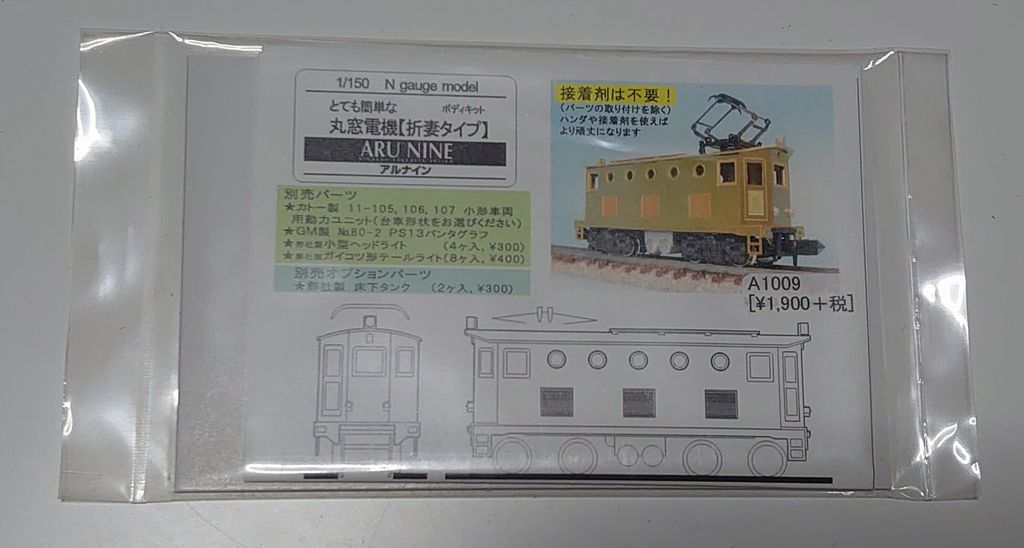 1/150 N gauge model
とても簡単な ボディキット
丸窓電機【折妻タイプ】
ARU NINE
アルナイン
別売パーツ
★カトー製 11-105, 106, 107 小形車両
用動力ユニット(台車形状をお選びください)
★GM製 №80-2 PS13パンタグラフ
★弊社製小型ヘッドライト (4ヶ入, ¥300)
★弊社製ガイコツ形テールライト(8ヶ入, ¥400)
別売オプションパーツ
★弊社製 床下タンク (2ヶ入, ¥300)
接着剤は不要!
(パーツの取り付けを除く)
ハンダや接着剤を使えば
より頑丈になります
A1009
[¥1,900+税]